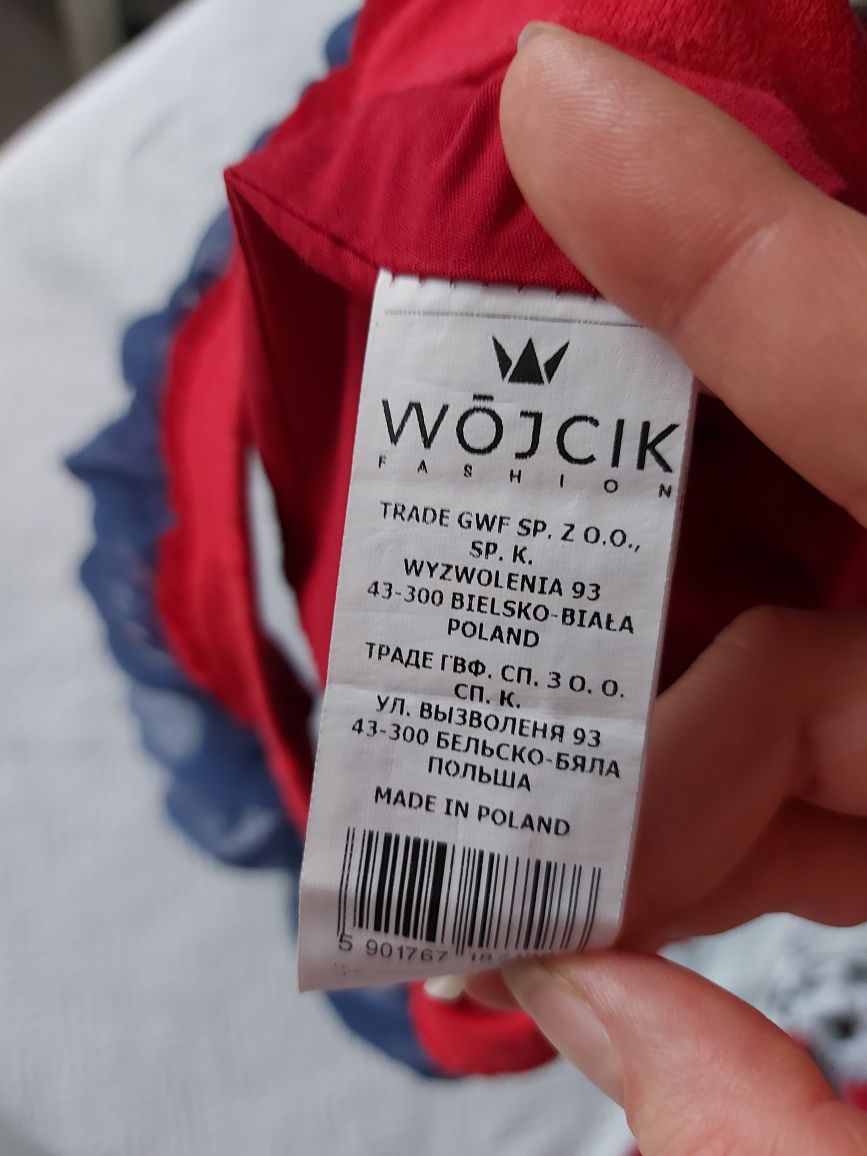 WÓJCIK
FASHION
TRADE GWF SP. Z O.O.,
SP. K.
WYZWOLENIA 93
43-300 BIELSKO-BIAŁA
POLAND
ТРАДЕ ГВФ. СП. З О. О.
СП. К.
УЛ. ВЫЗВОЛЕНЯ 93
43-300 БЕЛЬСКО-БЯЛА
ПОЛЬША
MADE IN POLAND
5 901767